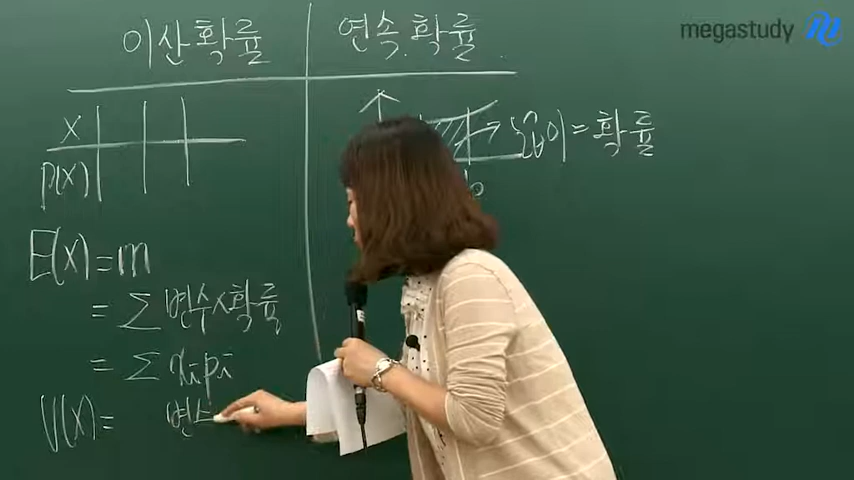 megastudy
이산확률 연속확률
X
P(X)
넓이=확률
E(X)=m
= Σ 변수×확률
= Σ xᵢpᵢ
V(X)=